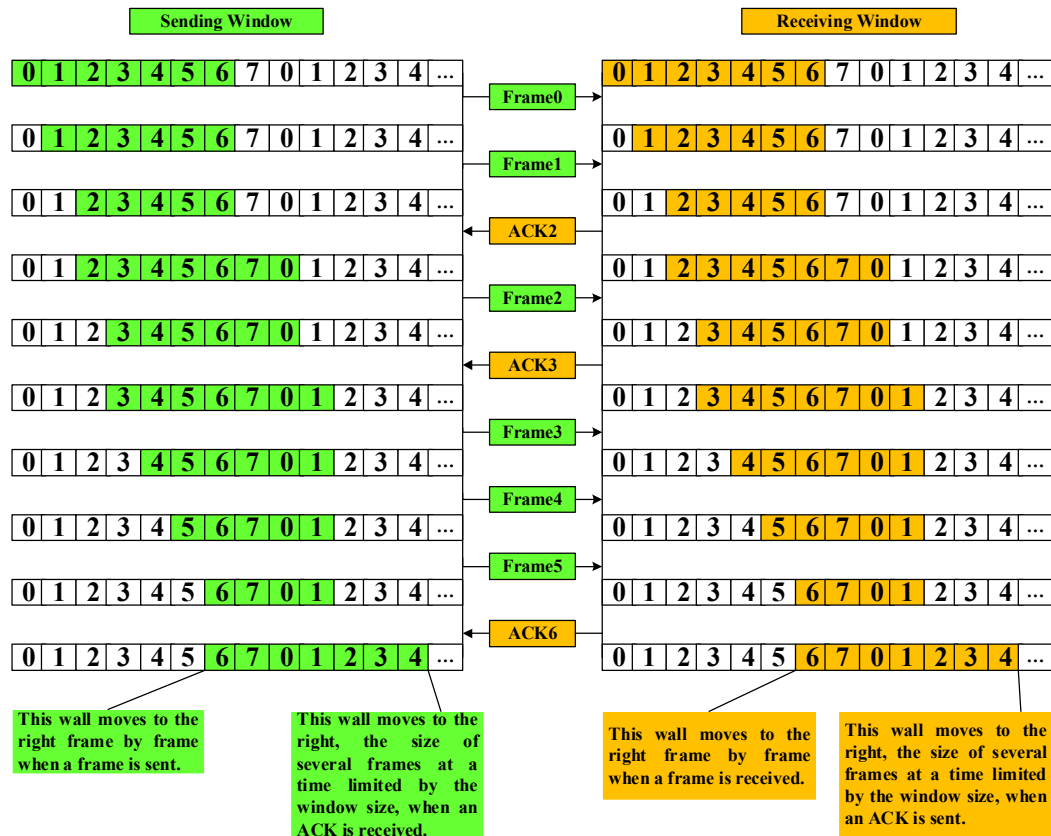 Sending Window
Receiving Window
0 1 2 3 4 5 6 7 0 1 2 3 4 ...
0 1 2 3 4 5 6 7 0 1 2 3 4 ...
Frame0
0 1 2 3 4 5 6 7 0 1 2 3 4 ...
0 1 2 3 4 5 6 7 0 1 2 3 4 ...
Frame1
0 1 2 3 4 5 6 7 0 1 2 3 4 ...
0 1 2 3 4 5 6 7 0 1 2 3 4 ...
ACK2
0 1 2 3 4 5 6 7 0 1 2 3 4 ...
0 1 2 3 4 5 6 7 0 1 2 3 4 ...
Frame2
0 1 2 3 4 5 6 7 0 1 2 3 4 ...
0 1 2 3 4 5 6 7 0 1 2 3 4 ...
ACK3
0 1 2 3 4 5 6 7 0 1 2 3 4 ...
0 1 2 3 4 5 6 7 0 1 2 3 4 ...
Frame3
0 1 2 3 4 5 6 7 0 1 2 3 4 ...
0 1 2 3 4 5 6 7 0 1 2 3 4 ...
Frame4
0 1 2 3 4 5 6 7 0 1 2 3 4 ...
0 1 2 3 4 5 6 7 0 1 2 3 4 ...
Frame5
0 1 2 3 4 5 6 7 0 1 2 3 4 ...
0 1 2 3 4 5 6 7 0 1 2 3 4 ...
ACK6
0 1 2 3 4 5 6 7 0 1 2 3 4 ...
0 1 2 3 4 5 6 7 0 1 2 3 4 ...
This wall moves to the
right frame by frame
when a frame is sent.
This wall moves to the
right, the size of
several frames at a
time limited by the
window size, when an
ACK is received.
This wall moves to the
right frame by frame
when a frame is received.
This wall moves to the
right, the size of several
frames at a time limited
by the window size, when
an ACK is sent.